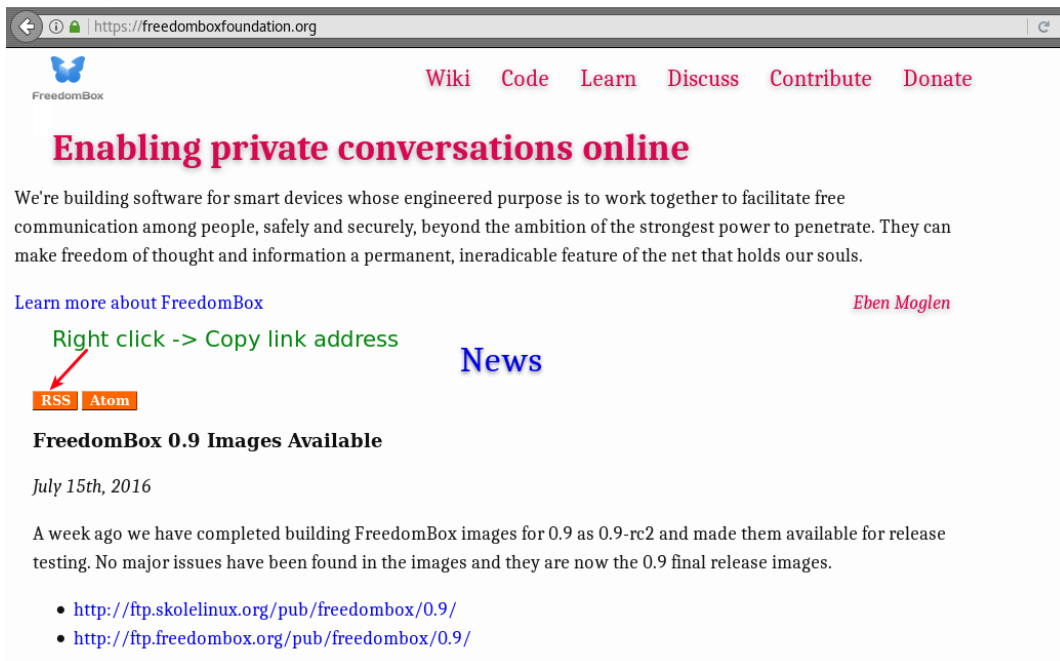 https://freedomboxfoundation.org
FreedomBox
Wiki Code Learn Discuss Contribute Donate
Enabling private conversations online
We're building software for smart devices whose engineered purpose is to work together to facilitate free
communication among people, safely and securely, beyond the ambition of the strongest power to penetrate. They can
make freedom of thought and information a permanent, ineradicable feature of the net that holds our souls.
Learn more about FreedomBox Eben Moglen
Right click -> Copy link address
News
RSS Atom
FreedomBox 0.9 Images Available
July 15th, 2016
A week ago we have completed building FreedomBox images for 0.9 as 0.9-rc2 and made them available for release
testing. No major issues have been found in the images and they are now the 0.9 final release images.
• http://ftp.skolelinux.org/pub/freedombox/0.9/
• http://ftp.freedombox.org/pub/freedombox/0.9/